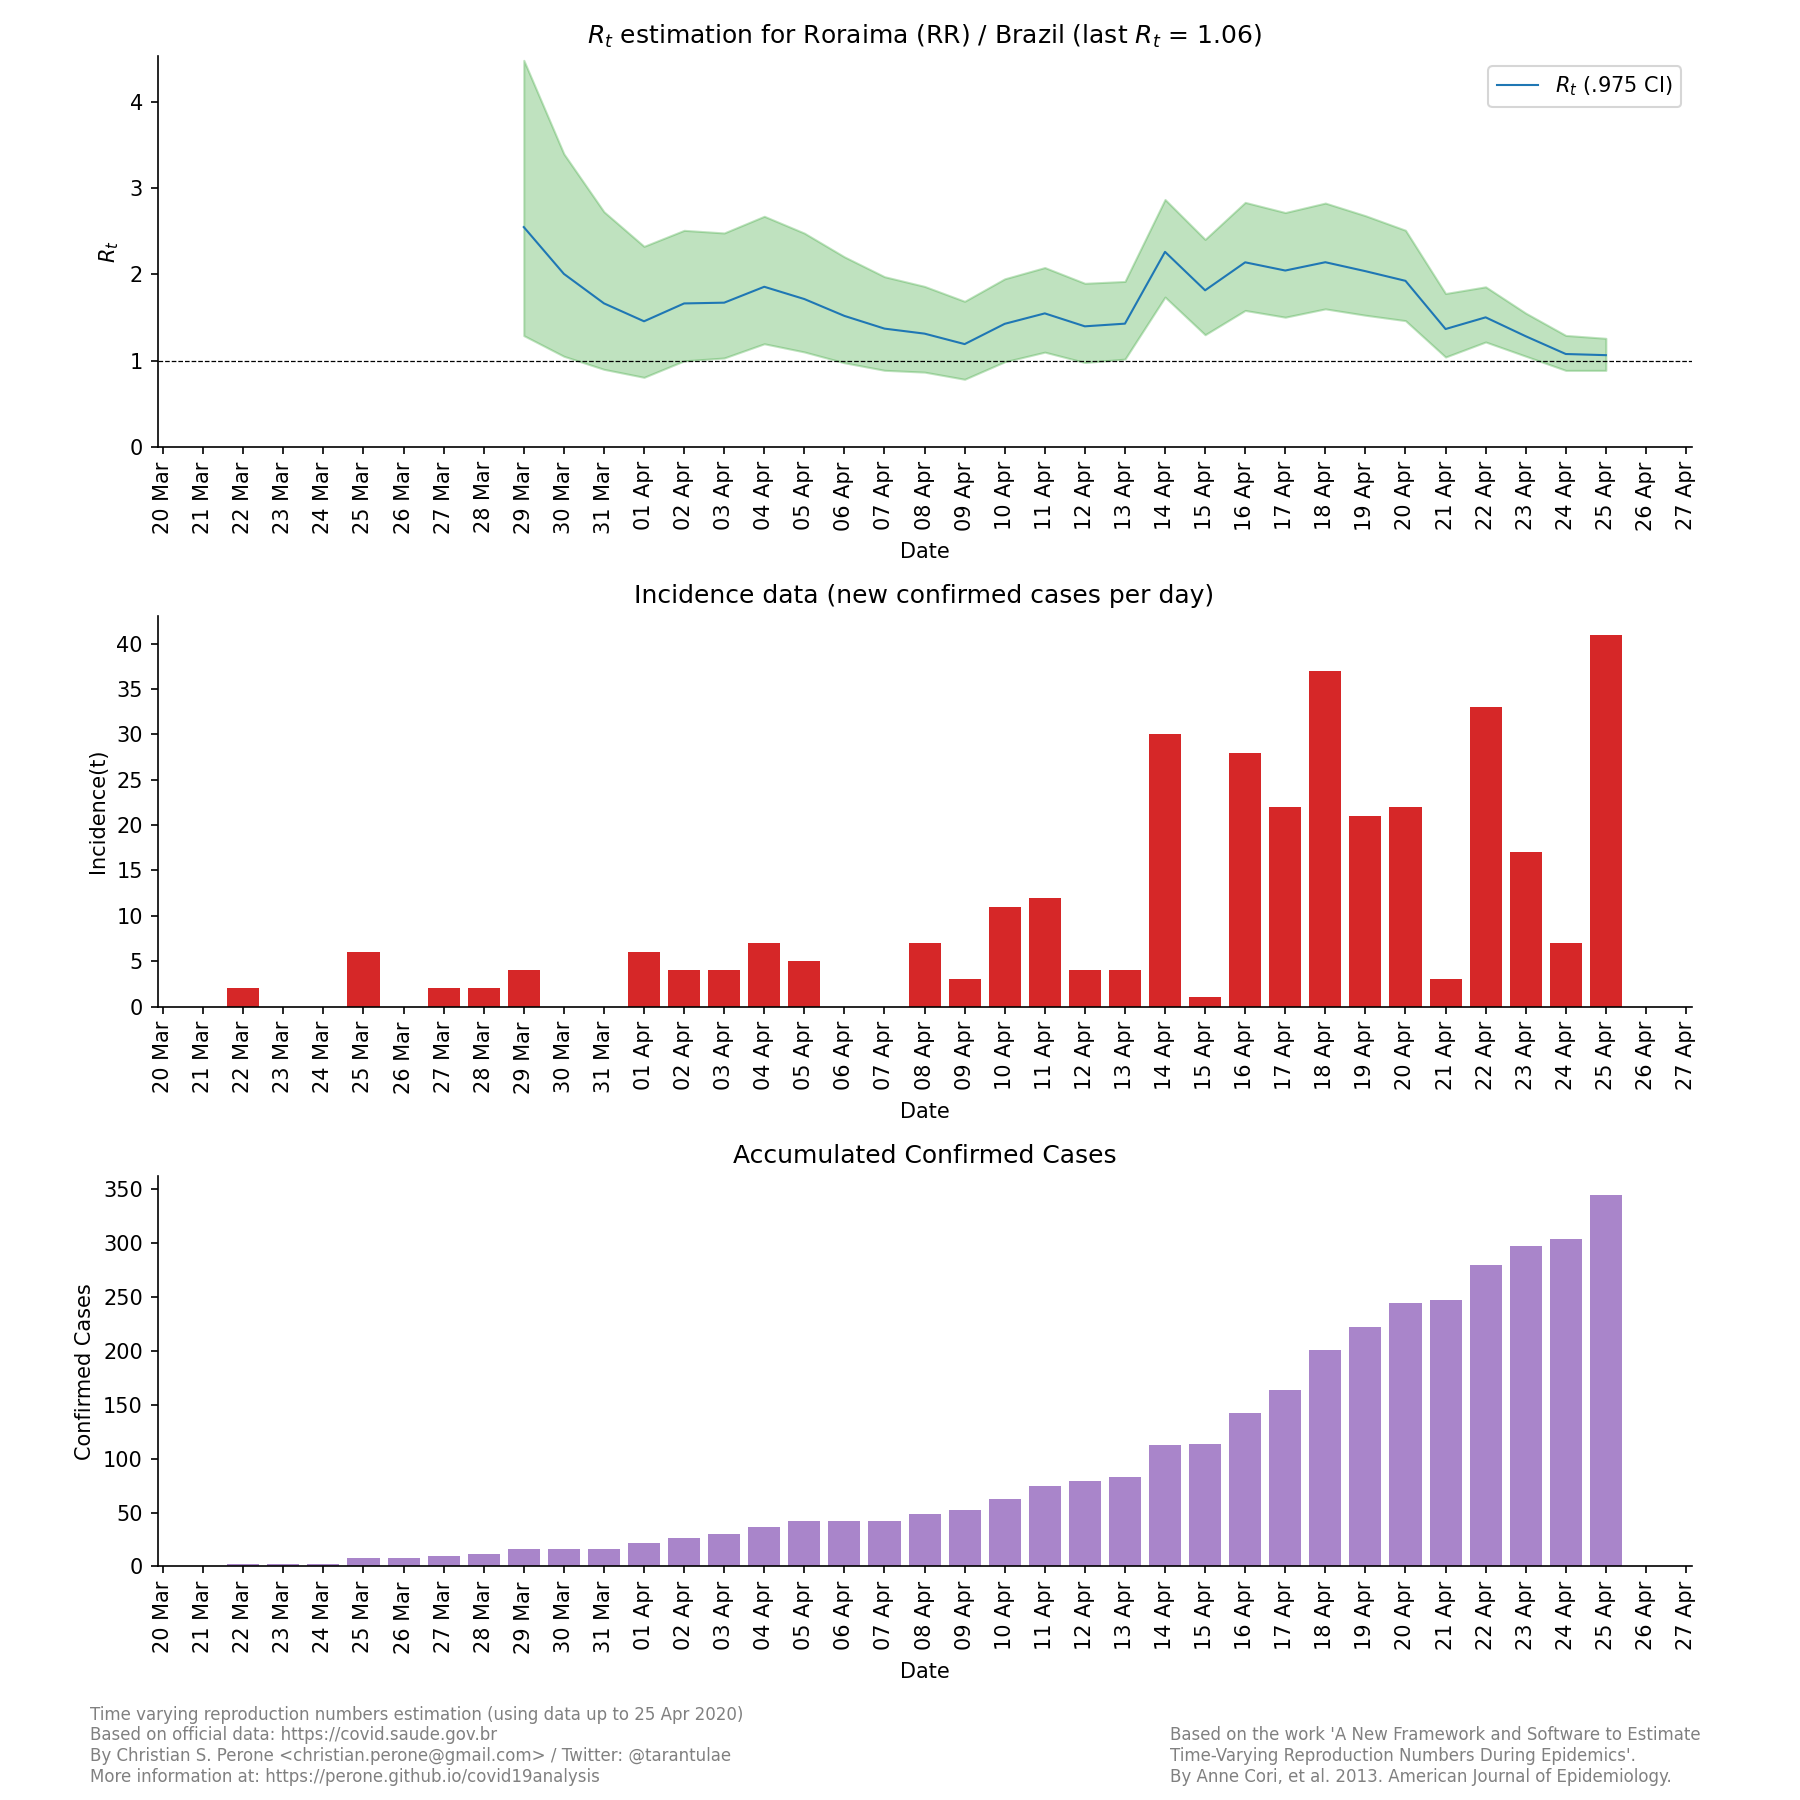 R_t estimation for Roraima (RR) / Brazil (last R_t = 1.06)
R_t (.975 CI)
R_t
4
3
2
1
0
20 Mar 21 Mar 22 Mar 23 Mar 24 Mar 25 Mar 26 Mar 27 Mar 28 Mar 29 Mar 30 Mar 31 Mar 01 Apr 02 Apr 03 Apr 04 Apr 05 Apr 06 Apr 07 Apr 08 Apr 09 Apr 10 Apr 11 Apr 12 Apr 13 Apr 14 Apr 15 Apr 16 Apr 17 Apr 18 Apr 19 Apr 20 Apr 21 Apr 22 Apr 23 Apr 24 Apr 25 Apr 26 Apr 27 Apr
Date
Incidence data (new confirmed cases per day)
Incidence(t)
40
35
30
25
20
15
10
5
0
20 Mar 21 Mar 22 Mar 23 Mar 24 Mar 25 Mar 26 Mar 27 Mar 28 Mar 29 Mar 30 Mar 31 Mar 01 Apr 02 Apr 03 Apr 04 Apr 05 Apr 06 Apr 07 Apr 08 Apr 09 Apr 10 Apr 11 Apr 12 Apr 13 Apr 14 Apr 15 Apr 16 Apr 17 Apr 18 Apr 19 Apr 20 Apr 21 Apr 22 Apr 23 Apr 24 Apr 25 Apr 26 Apr 27 Apr
Date
Accumulated Confirmed Cases
Confirmed Cases
350
300
250
200
150
100
50
0
20 Mar 21 Mar 22 Mar 23 Mar 24 Mar 25 Mar 26 Mar 27 Mar 28 Mar 29 Mar 30 Mar 31 Mar 01 Apr 02 Apr 03 Apr 04 Apr 05 Apr 06 Apr 07 Apr 08 Apr 09 Apr 10 Apr 11 Apr 12 Apr 13 Apr 14 Apr 15 Apr 16 Apr 17 Apr 18 Apr 19 Apr 20 Apr 21 Apr 22 Apr 23 Apr 24 Apr 25 Apr 26 Apr 27 Apr
Date
Time varying reproduction numbers estimation (using data up to 25 Apr 2020)
Based on official data: https://covid.saude.gov.br
By Christian S. Perone <christian.perone@gmail.com> / Twitter: @tarantulae
More information at: https://perone.github.io/covid19analysis
Based on the work 'A New Framework and Software to Estimate
Time-Varying Reproduction Numbers During Epidemics'.
By Anne Cori, et al. 2013. American Journal of Epidemiology.